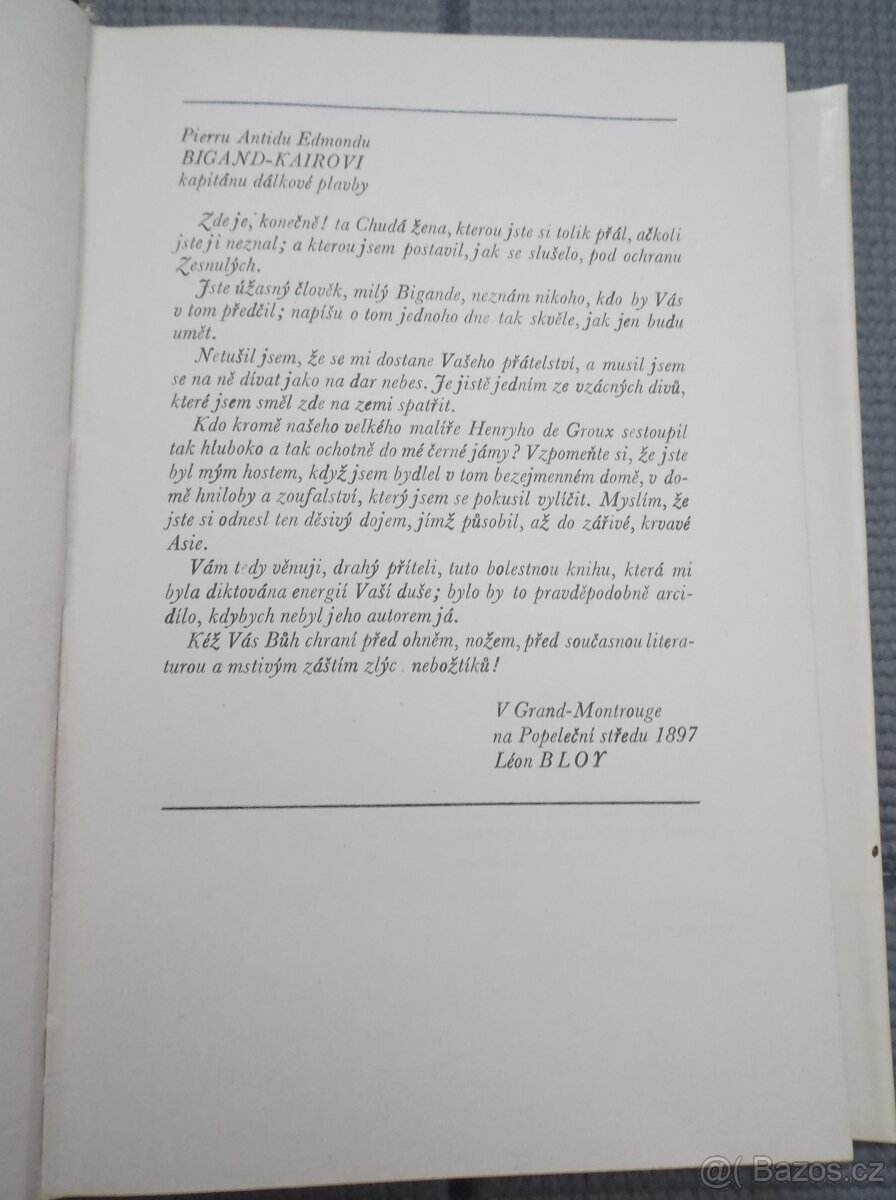 Pierru Antidu Edmondu
BIGAND-KAIROVI
kapitánu dálkové plavby
Zde je, konečně! ta Chudá žena, kterou jste si tolik přál, ačkoli
jste ji neznal; a kterou jsem postavil, jak se slušelo, pod ochranu
Zesnulých.
Jste úžasný člověk, milý Bigande, neznám nikoho, kdo by Vás
v tom předčil; napíšu o tom jednoho dne tak skvěle, jak jen budu
umět.
Netušil jsem, že se mi dostane Vašeho přátelství, a musil jsem
se na ně dívat jako na dar nebes. Je jistě jedním ze vzácných divů,
které jsem směl zde na zemi spatřit.
Kdo kromě našeho velkého malíře Henryho de Groux sestoupil
tak hluboko a tak ochotně do mé černé jámy? Vzpomeňte si, že jste
byl mým hostem, když jsem bydlel v tom bezejmenném domě, v do-
mě hniloby a zoufalství, který jsem se pokusil vylíčit. Myslím, že
jste si odnesl ten děsivý dojem, jímž působil, až do zářivé, krvavé
Asie.
Vám tedy věnuji, drahý příteli, tuto bolestnou knihu, která mi
byla diktována energií Vaší duše; bylo by to pravděpodobně arci-
dílo, kdybych nebyl jeho autorem já.
Kéž Vás Bůh chraní před ohněm, nožem, před současnou litera-
turou a mstivým záštím zlýc nebožtíků!
V Grand-Montrouge
na Popeleční středu 1897
Léon BLOY
@( Bazos.cz